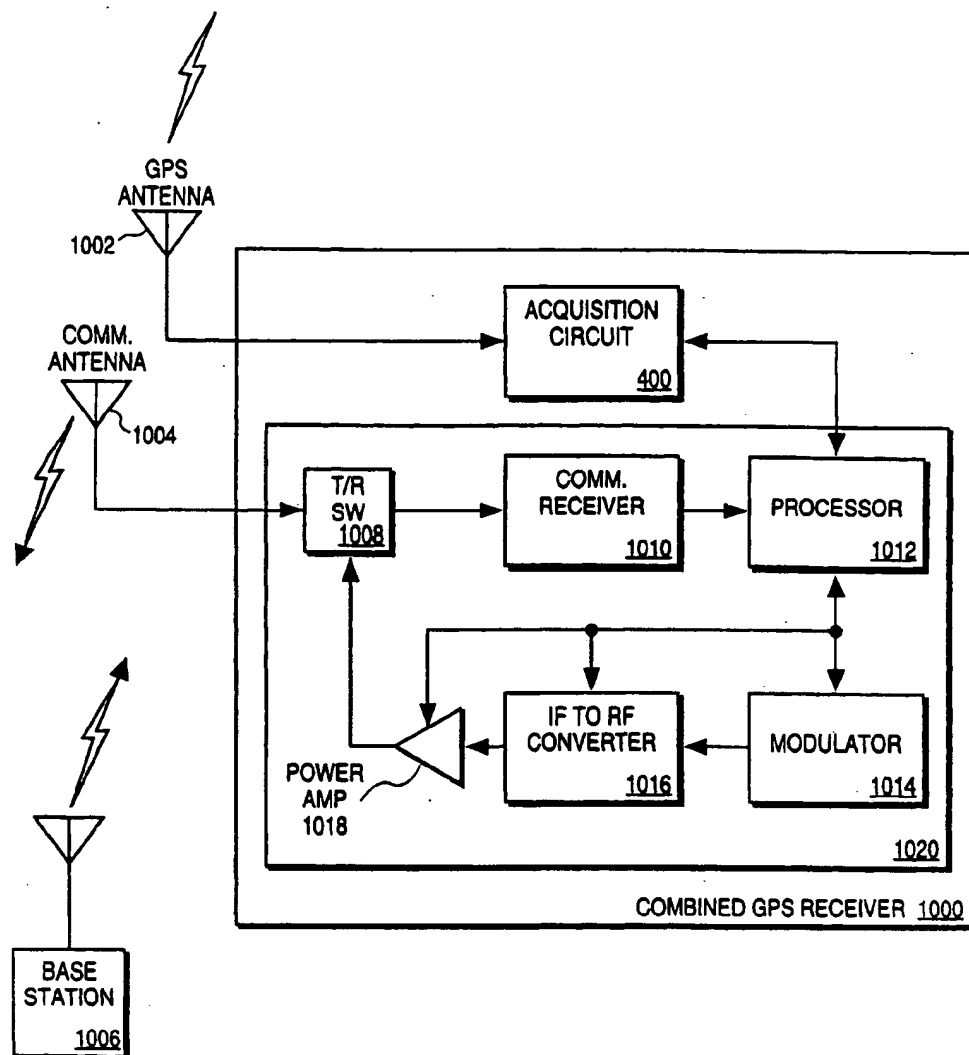 GPS
ANTENNA
1002
COMM.
ANTENNA
1004
ACQUISITION
CIRCUIT
400
T/R
SW
1008
COMM.
RECEIVER
1010
PROCESSOR
1012
IF TO RF
CONVERTER
1016
MODULATOR
1014
POWER
AMP
1018
1020
COMBINED GPS RECEIVER 1000
BASE
STATION
1006